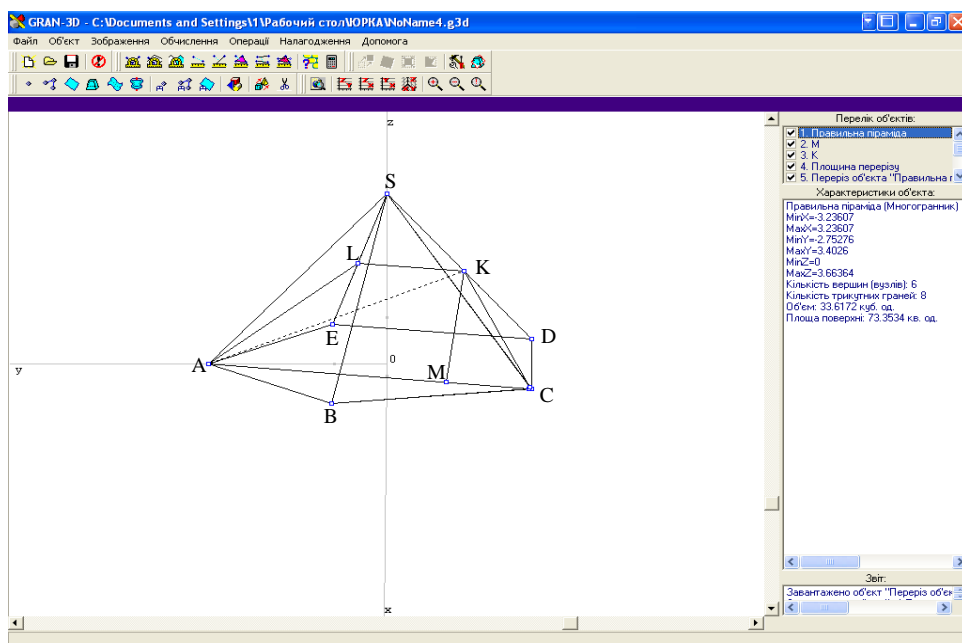 GRAN-3D - C:\Documents and Settings\1\Рабочий стол\ЮРКА\NoName4.g3d
Файл Об'єкт Зображення Обчислення Операції Налагодження Допомога
z
S
L
K
E
D
0
A
M
C
y
B
x
Перелік об'єктів:
1. Правильна піраміда
2. M
3. K
4. Площина перерізу
5. Переріз об'єкта "Правильна г
Характеристики об'єкта:
Правильна піраміда (Многогранник)
MinX=-3.23607
MaxX=3.23607
MinY=-2.75276
MaxY=3.4026
MinZ=0
MaxZ=3.66364
Кількість вершин (вузлів): 6
Кількість трикутних граней: 8
Об'єм: 33.6172 куб. од.
Площа поверхні: 73.3534 кв. од.
Звіт:
Завантажено об'єкт "Переріз об'єк